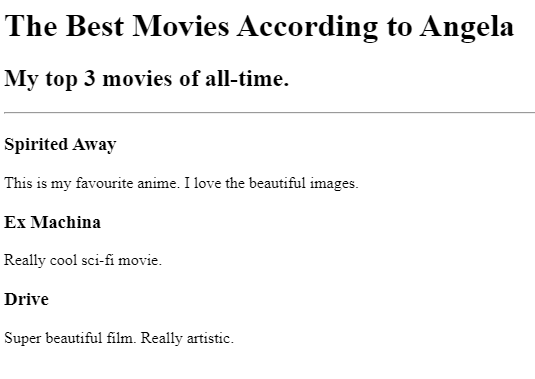 The Best Movies According to Angela
My top 3 movies of all-time.
Spirited Away
This is my favourite anime. I love the beautiful images.
Ex Machina
Really cool sci-fi movie.
Drive
Super beautiful film. Really artistic.